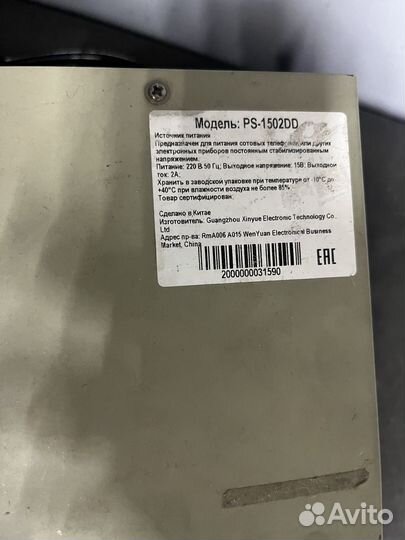 Модель: PS-1502DD
Источник питания
Предназначен для питания сотовых телефонов или других
электронных приборов постоянным стабилизированным
напряжением.
Питание: 220 В 50 Гц; Выходное напряжение: 15В; Выходной
ток: 2А;
Хранить в заводской упаковке при температуре от -10°С до
+40°С при влажности воздуха не более 85%
Товар сертифицирован
Сделано в Китае
Изготовитель: Guangzhou Xinyue Electronic Technology Co.,
Ltd
Адрес пр-ва: RmA006 A015 WenYuan Electronical Business
Market, China
EAC
2000000031590
Avito